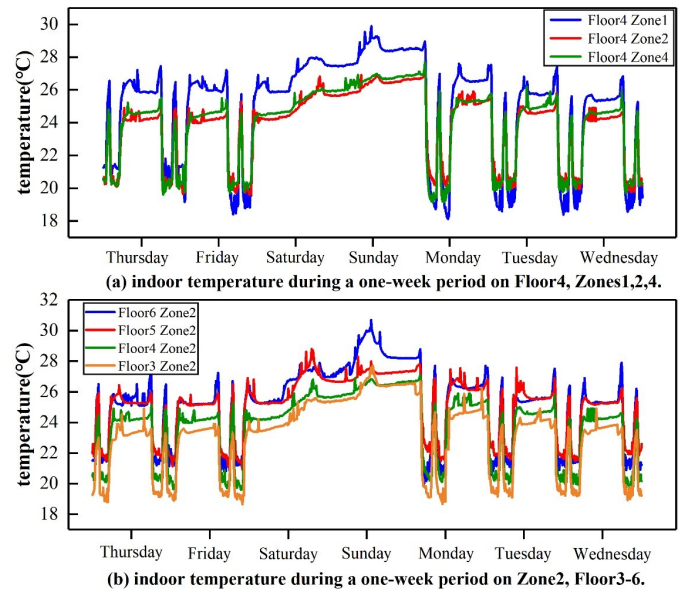 30
28
26
24
22
20
18
temperature(℃)
Floor4 Zone1
Floor4 Zone2
Floor4 Zone4
Thursday Friday Saturday Sunday Monday Tuesday Wednesday
(a) indoor temperature during a one-week period on Floor4, Zones1,2,4.
32
30
28
26
24
22
20
18
temperature(℃)
Floor6 Zone2
Floor5 Zone2
Floor4 Zone2
Floor3 Zone2
Thursday Friday Saturday Sunday Monday Tuesday Wednesday
(b) indoor temperature during a one-week period on Zone2, Floor3-6.